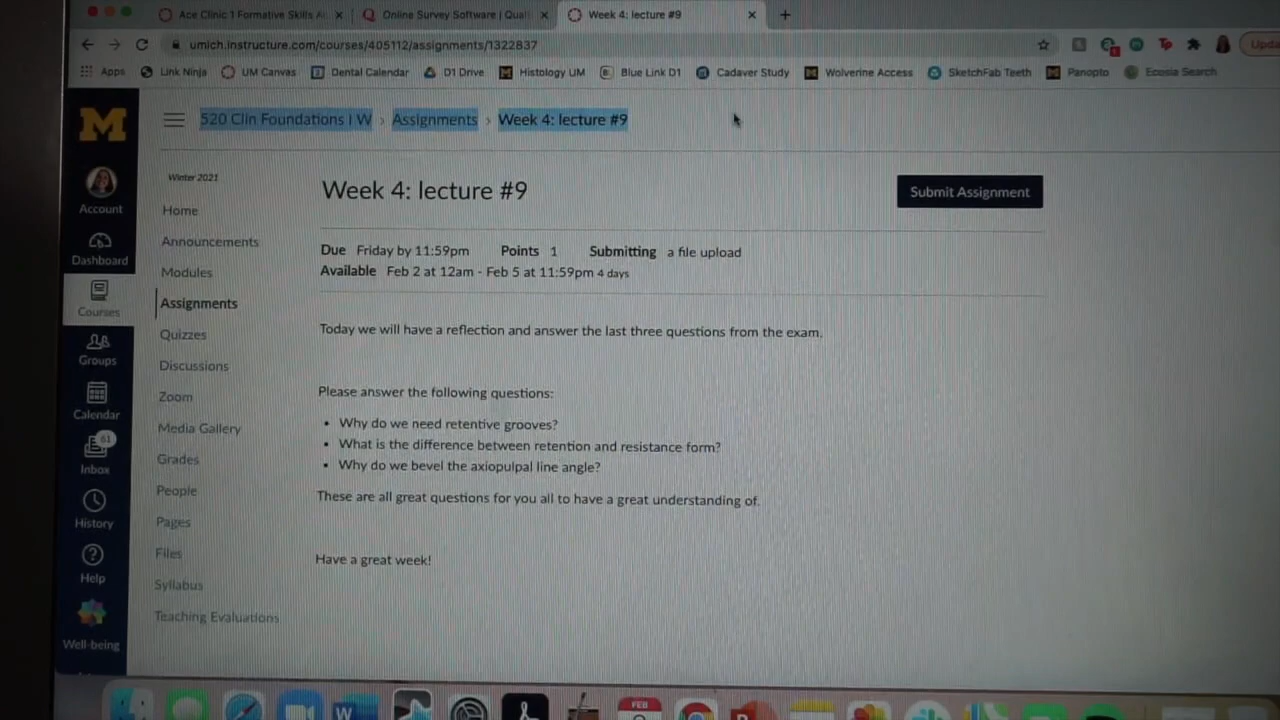 Ace Clinic 1 Formative Skills As
Online Survey Software | Quali
Week 4: lecture #9
umich.instructure.com/courses/405112/assignments/1322837
Apps
Link Ninja
UM Canvas
Dental Calendar
D1 Drive
Histology UM
Blue Link D1
Cadaver Study
Wolverine Access
SketchFab Teeth
Panopto
Ecosia Search
M
520 Clin Foundations I W › Assignments › Week 4: lecture #9
Account
Dashboard
Courses
Groups
Calendar
61
Inbox
History
Help
Well-being
Winter 2021
Home
Announcements
Modules
Assignments
Quizzes
Discussions
Zoom
Media Gallery
Grades
People
Pages
Files
Syllabus
Teaching Evaluations
Week 4: lecture #9
Submit Assignment
Due Friday by 11:59pm Points 1 Submitting a file upload
Available Feb 2 at 12am - Feb 5 at 11:59pm 4 days
Today we will have a reflection and answer the last three questions from the exam.
Please answer the following questions:
• Why do we need retentive grooves?
• What is the difference between retention and resistance form?
• Why do we bevel the axiopulpal line angle?
These are all great questions for you all to have a great understanding of.
Have a great week!
W
FEB